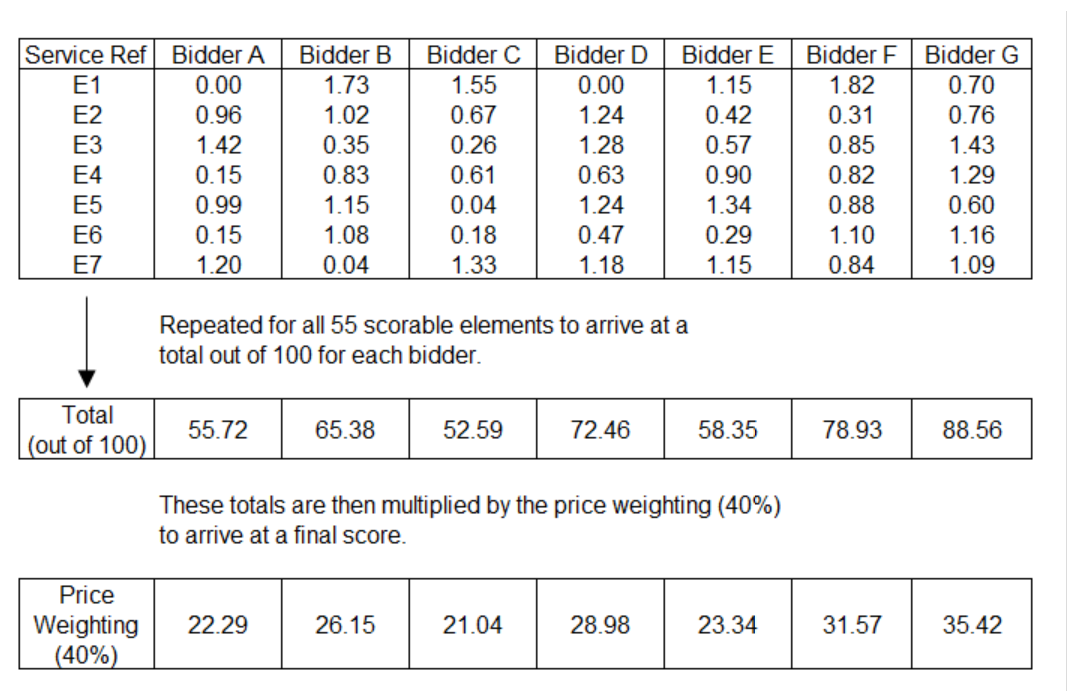 Service Ref Bidder A Bidder B Bidder C Bidder D Bidder E Bidder F Bidder G
E1 0.00 1.73 1.55 0.00 1.15 1.82 0.70
E2 0.96 1.02 0.67 1.24 0.42 0.31 0.76
E3 1.42 0.35 0.26 1.28 0.57 0.85 1.43
E4 0.15 0.83 0.61 0.63 0.90 0.82 1.29
E5 0.99 1.15 0.04 1.24 1.34 0.88 0.60
E6 0.15 1.08 0.18 0.47 0.29 1.10 1.16
E7 1.20 0.04 1.33 1.18 1.15 0.84 1.09
Repeated for all 55 scorable elements to arrive at a
total out of 100 for each bidder.
Total
(out of 100) 55.72 65.38 52.59 72.46 58.35 78.93 88.56
These totals are then multiplied by the price weighting (40%)
to arrive at a final score.
Price
Weighting 22.29 26.15 21.04 28.98 23.34 31.57 35.42
(40%)